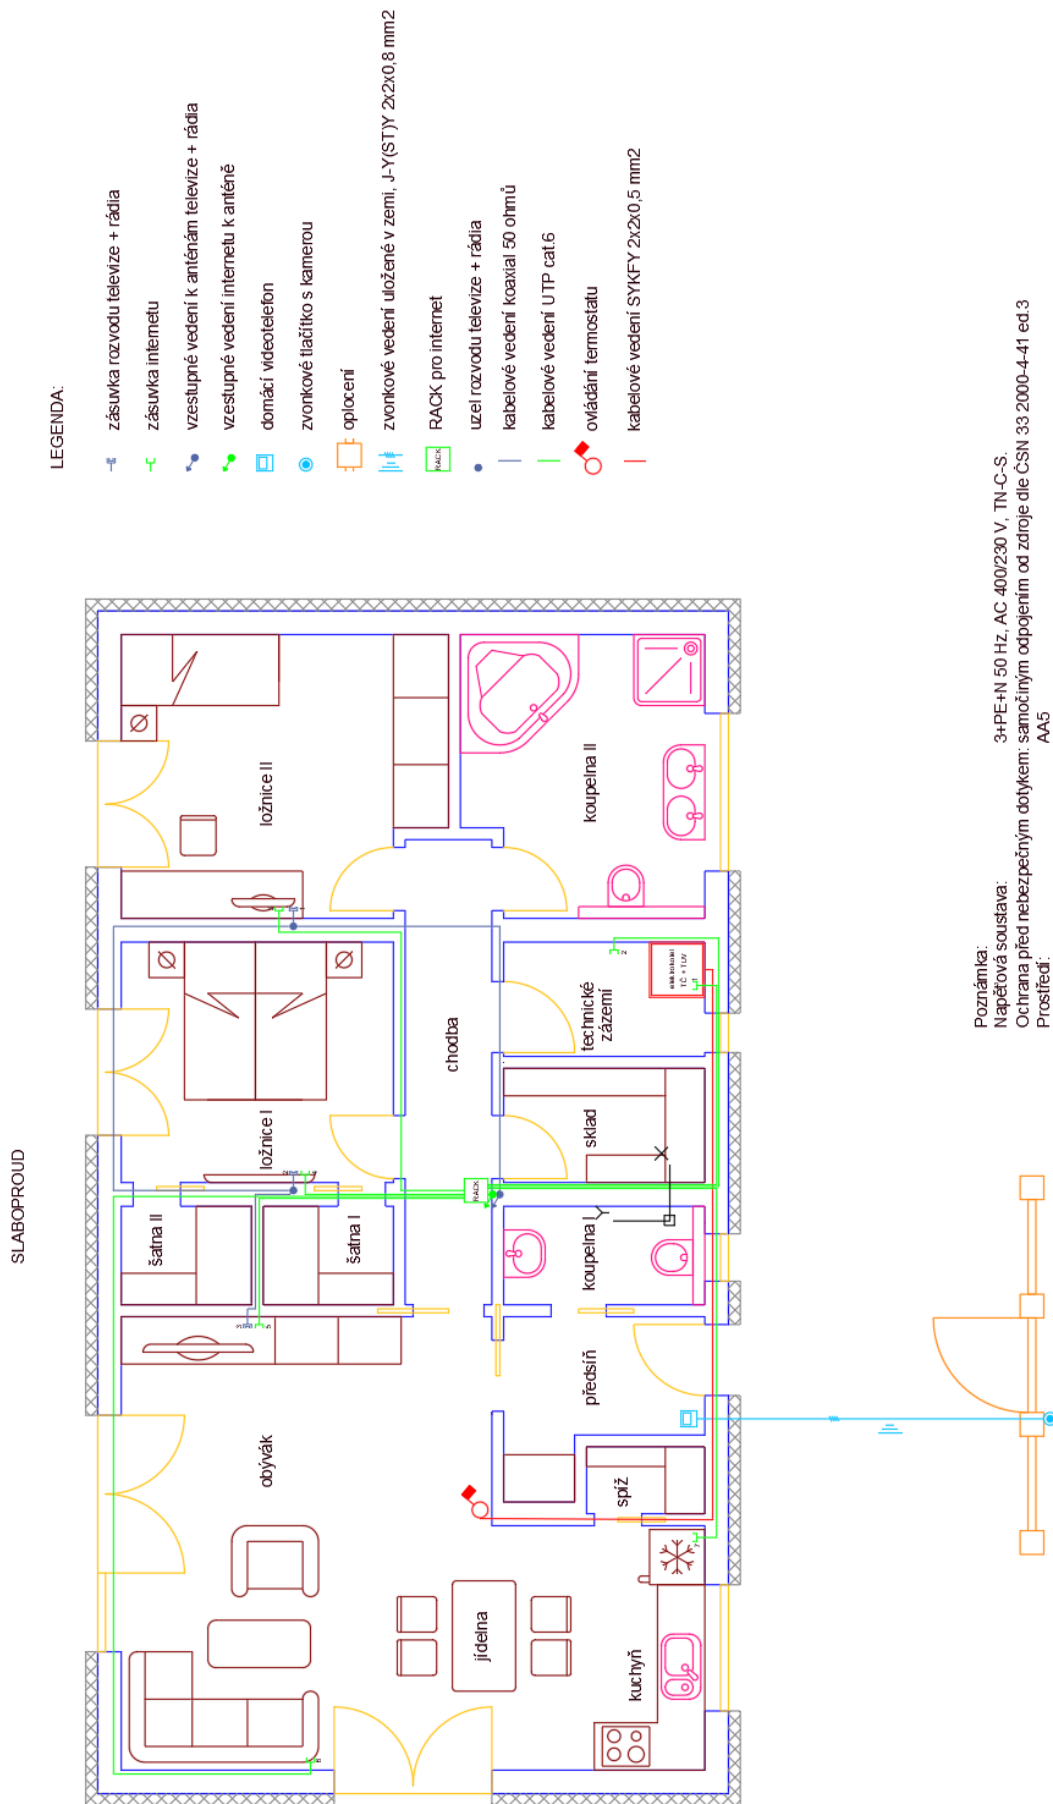 SLABOPROUD
LEGENDA:
zásuvka rozvodu televize + rádia
zásuvka internetu
vzestupné vedení k anténám televize + rádia
vzestupné vedení internetu k anténě
domácí videotelefon
zvonkové tlačítko s kamerou
oplocení
zvonkové vedení uložené v zemi, J-Y(ST)Y 2x2x0,8 mm2
RACK
RACK pro internet
uzel rozvodu televize + rádia
kabelové vedení koaxial 50 ohmů
kabelové vedení UTP cat.6
ovládání termostatu
kabelové vedení SYKFY 2x2x0,5 mm2
obývák
šatna II
šatna I
ložnice I
ložnice II
chodba
jídelna
kuchyň
spíž
předsíň
koupelna I
sklad
technické
zázemí
koupelna II
RACK
elektrokotel
TČ + TUV
X
Y
Poznámka:
Napěťová soustava: 3+PE+N 50 Hz, AC 400/230 V, TN-C-S.
Ochrana před nebezpečným dotykem: samočiným odpojením od zdroje dle ČSN 33 2000-4-41 ed.3
Prostředí: AA5